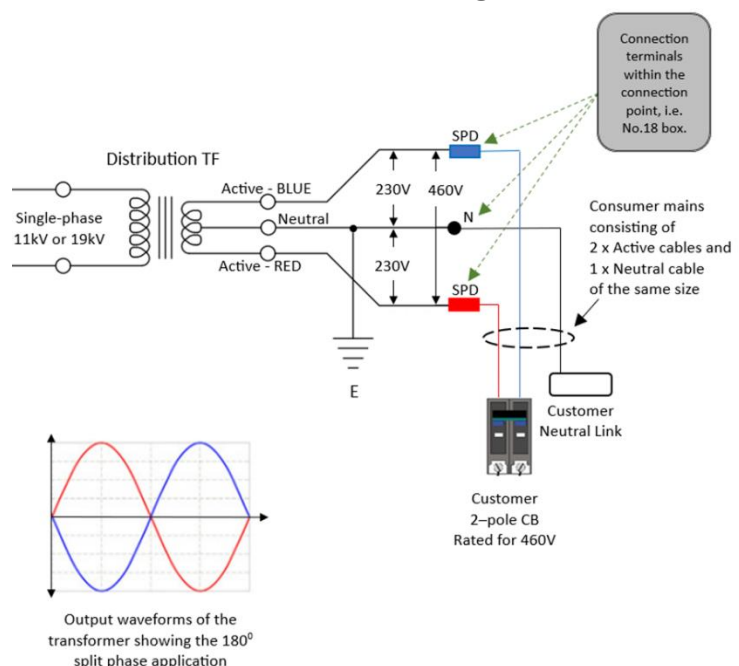 Connection
terminals
within the
connection
point, i.e.
No.18 box.
Distribution TF
SPD
Active - BLUE
230V
460V
Single-phase
11kV or 19kV
Neutral
N
Consumer mains
consisting of
2 x Active cables and
1 x Neutral cable
of the same size
230V
Active - RED
SPD
E
Customer
Neutral Link
Customer
2–pole CB
Rated for 460V
Output waveforms of the
transformer showing the 180⁰
split phase application